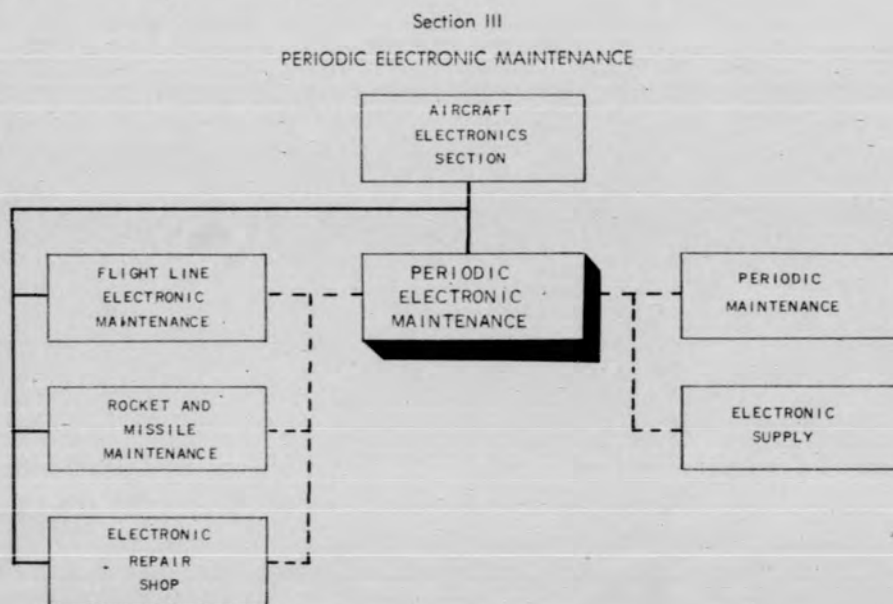 Section III
PERIODIC ELECTRONIC MAINTENANCE
AIRCRAFT
ELECTRONICS
SECTION
FLIGHT LINE
ELECTRONIC
MAINTENANCE
PERIODIC
ELECTRONIC
MAINTENANCE
PERIODIC
MAINTENANCE
ROCKET AND
MISSILE
MAINTENANCE
ELECTRONIC
SUPPLY
ELECTRONIC
REPAIR
SHOP